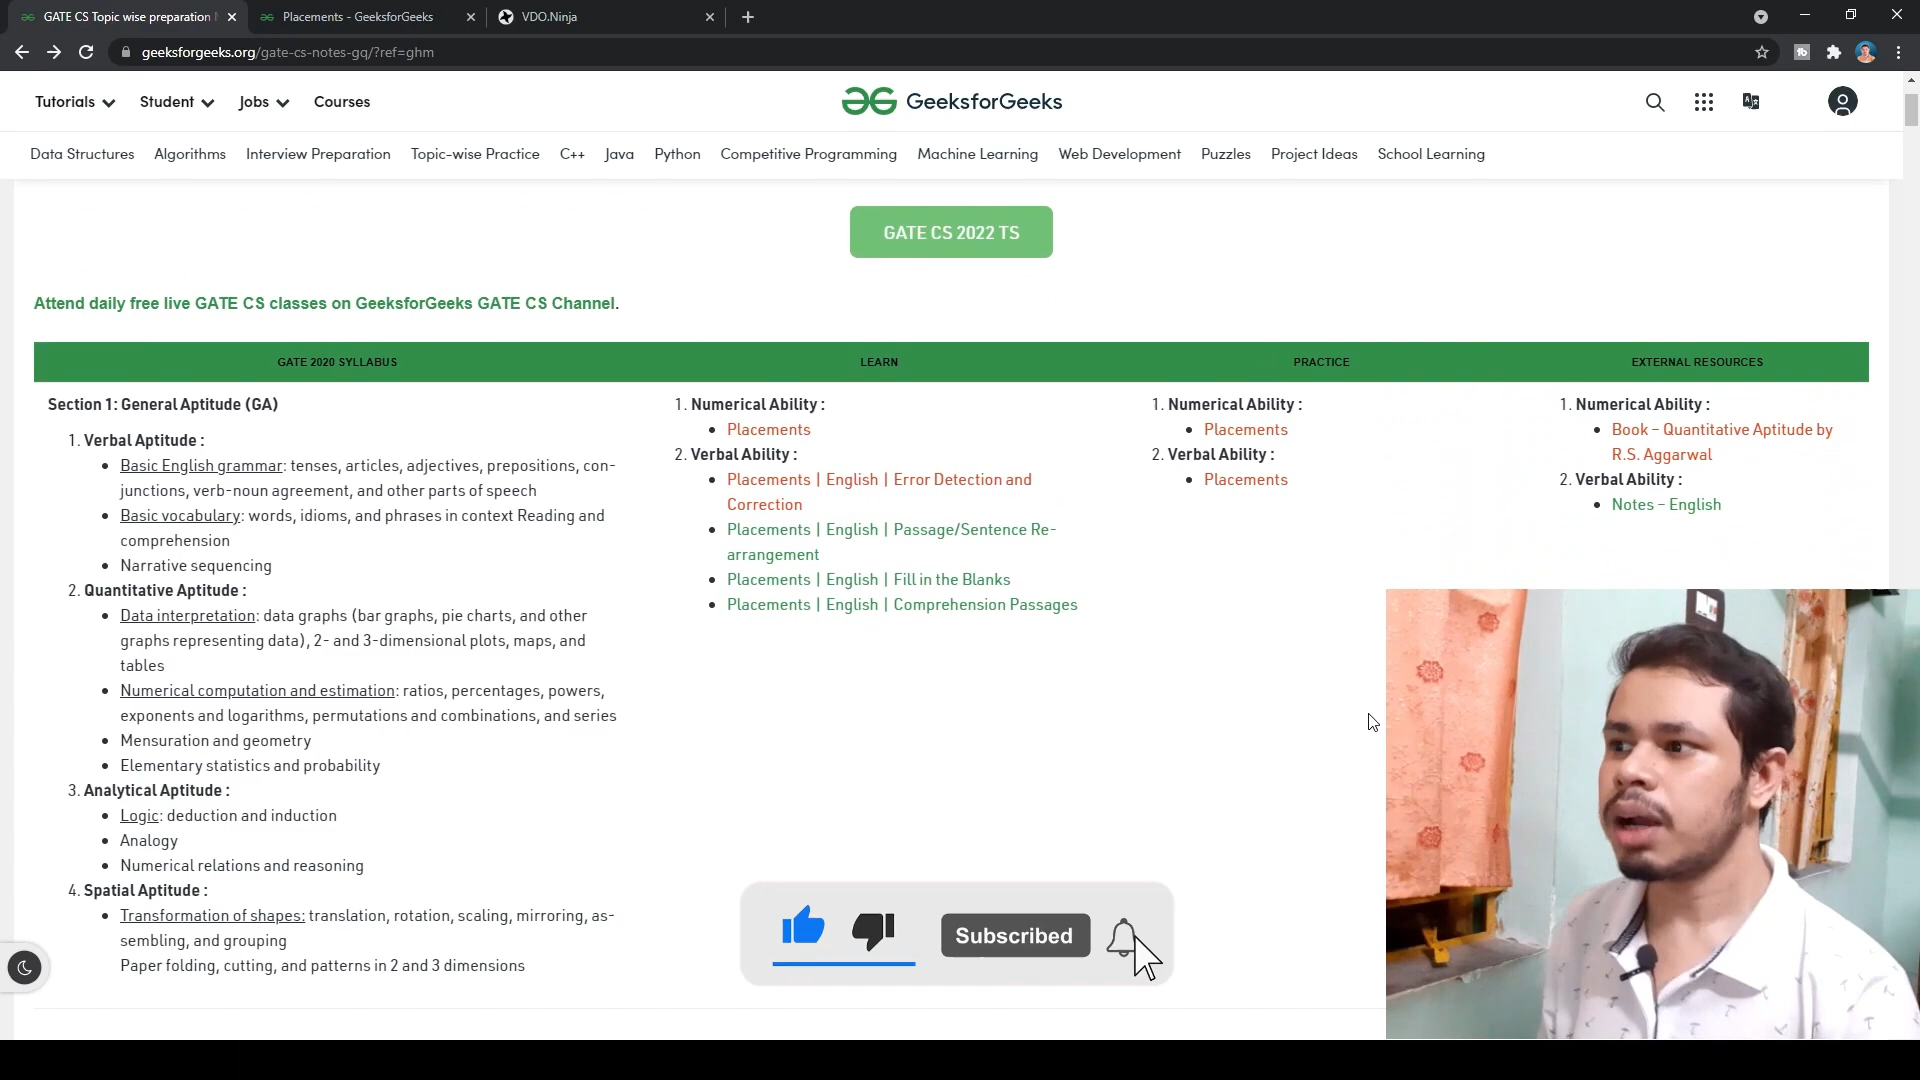 GATE CS Topic wise preparation
Placements - GeeksforGeeks
VDO.Ninja
geeksforgeeks.org/gate-cs-notes-gq/?ref=ghm
Tutorials
Student
Jobs
Courses
GeeksforGeeks
Data Structures
Algorithms
Interview Preparation
Topic-wise Practice
C++
Java
Python
Competitive Programming
Machine Learning
Web Development
Puzzles
Project Ideas
School Learning
GATE CS 2022 TS
Attend daily free live GATE CS classes on GeeksforGeeks GATE CS Channel.
GATE 2020 SYLLABUS
LEARN
PRACTICE
EXTERNAL RESOURCES
Section 1: General Aptitude (GA)
1. Verbal Aptitude :
Basic English grammar: tenses, articles, adjectives, prepositions, con-
junctions, verb-noun agreement, and other parts of speech
Basic vocabulary: words, idioms, and phrases in context Reading and
comprehension
Narrative sequencing
2. Quantitative Aptitude :
Data interpretation: data graphs (bar graphs, pie charts, and other
graphs representing data), 2- and 3-dimensional plots, maps, and
tables
Numerical computation and estimation: ratios, percentages, powers,
exponents and logarithms, permutations and combinations, and series
Mensuration and geometry
Elementary statistics and probability
3. Analytical Aptitude :
Logic: deduction and induction
Analogy
Numerical relations and reasoning
4. Spatial Aptitude :
Transformation of shapes: translation, rotation, scaling, mirroring, as-
sembling, and grouping
Paper folding, cutting, and patterns in 2 and 3 dimensions
1. Numerical Ability :
Placements
2. Verbal Ability :
Placements | English | Error Detection and
Correction
Placements | English | Passage/Sentence Re-
arrangement
Placements | English | Fill in the Blanks
Placements | English | Comprehension Passages
1. Numerical Ability :
Placements
2. Verbal Ability :
Placements
1. Numerical Ability :
Book – Quantitative Aptitude by
R.S. Aggarwal
2. Verbal Ability :
Notes – English
Subscribed